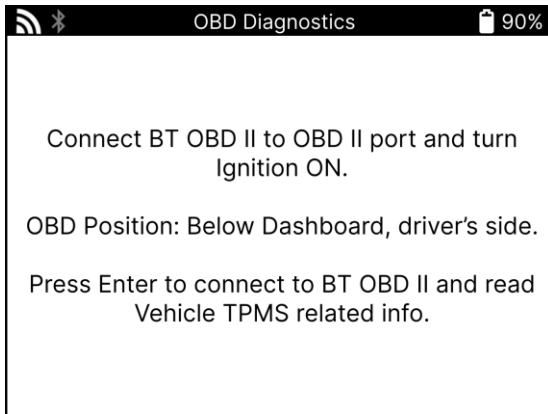 OBD Diagnostics
90%
Connect BT OBD II to OBD II port and turn
Ignition ON.
OBD Position: Below Dashboard, driver’s side.
Press Enter to connect to BT OBD II and read
Vehicle TPMS related info.